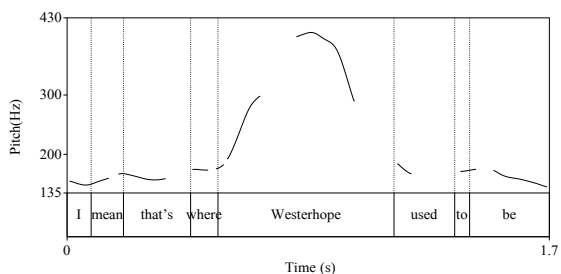 430
300
200
135
Pitch(Hz)
I mean that's where Westerhope used to be
0 1.7
Time (s)